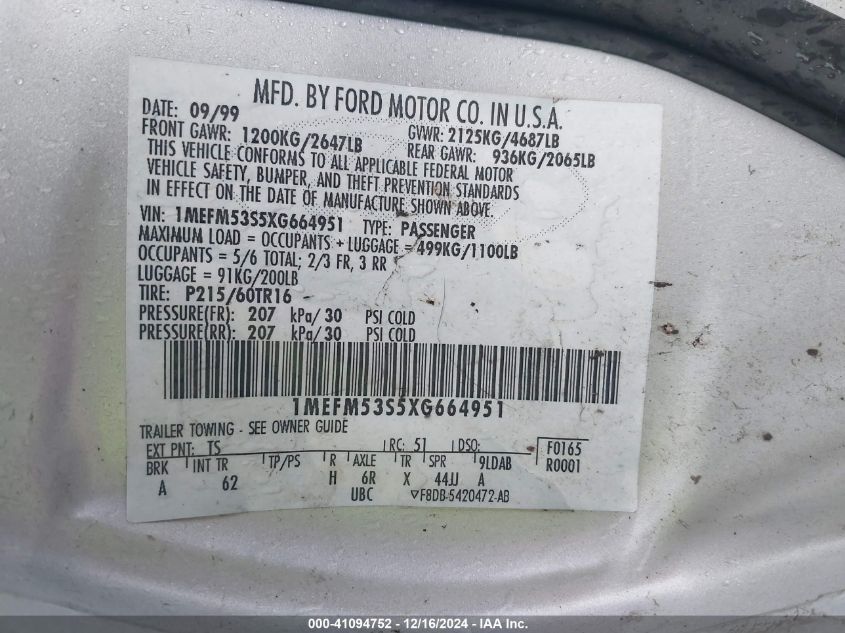 MFD. BY FORD MOTOR CO. IN U.S.A.
DATE: 09/99 GVWR: 2125KG/4687LB
FRONT GAWR: 1200KG/2647LB REAR GAWR: 936KG/2065LB
THIS VEHICLE CONFORMS TO ALL APPLICABLE FEDERAL MOTOR
VEHICLE SAFETY, BUMPER, AND THEFT PREVENTION STANDARDS
IN EFFECT ON THE DATE OF MANUFACTURE SHOWN ABOVE.
VIN: 1MEFM53S5XG664951 TYPE: PASSENGER
MAXIMUM LOAD = OCCUPANTS + LUGGAGE = 499KG/1100LB
OCCUPANTS = 5/6 TOTAL; 2/3 FR, 3 RR
LUGGAGE = 91KG/200LB
TIRE: P215/60TR16
PRESSURE(FR): 207 kPa/30 PSI COLD
PRESSURE(RR): 207 kPa/30 PSI COLD
1MEFM53S5XG664951
TRAILER TOWING - SEE OWNER GUIDE
EXT PNT: TS RC: 51 DSO: F0165
BRK INT TR TP/PS R AXLE TR SPR 9LDAB R0001
A 62 H 6R X 44JJ A
UBC ▽F8DB-5420472-AB
000-41094752 - 12/16/2024 - IAA Inc.